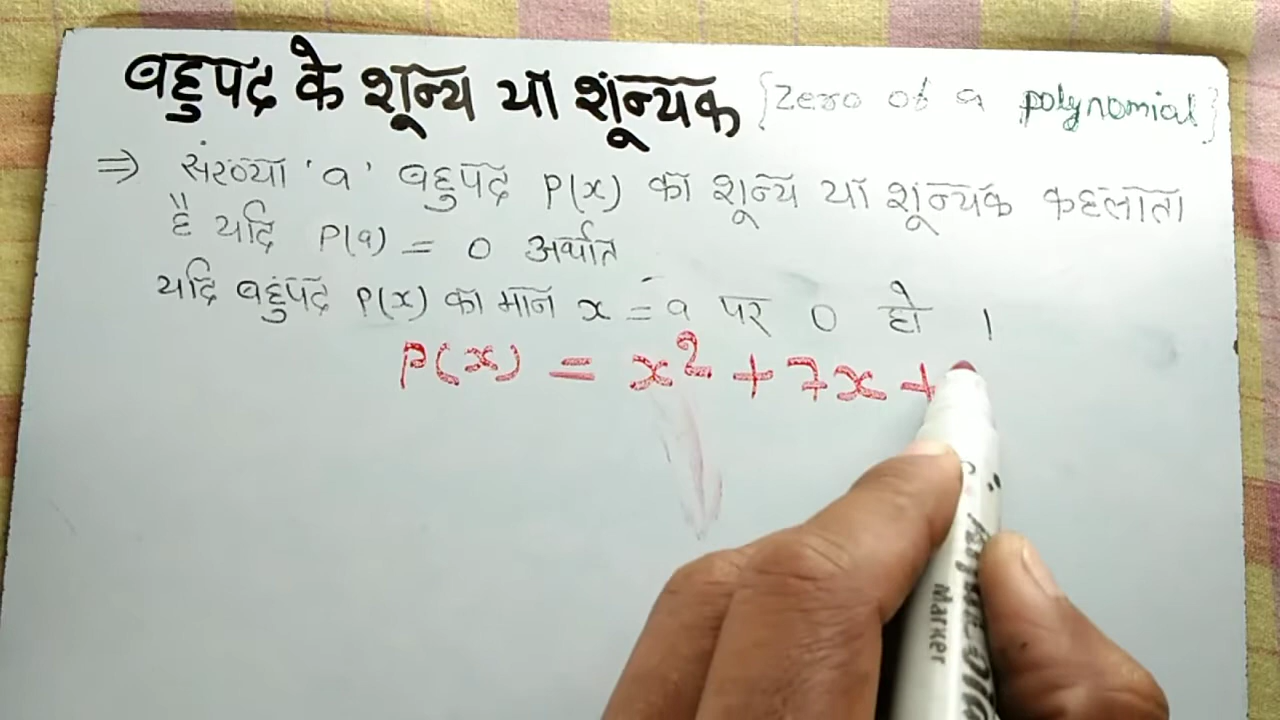 बहुपद के शून्य या शून्यक {Zero of a polynomial}
⇒ संख्या 'a' बहुपद P(x) का शून्य या शून्यक कहलाता
है यदि P(a) = 0 अर्थात
यदि बहुपद P(x) का मान x = a पर 0 हो ।
P(x) = x² + 7x +
Marker